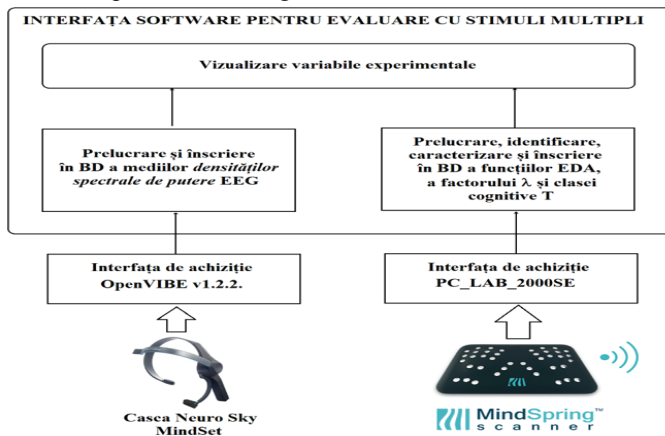 INTERFAȚA SOFTWARE PENTRU EVALUARE CU STIMULI MULTIPLI
Vizualizare variabile experimentale
Prelucrare și înscriere
în BD a mediilor densităților
spectrale de putere EEG
Prelucrare, identificare,
caracterizare și înscriere
în BD a funcțiilor EDA,
a factorului λ și clasei
cognitive T
Interfața de achiziție
OpenVIBE v1.2.2.
Interfața de achiziție
PC_LAB_2000SE
Casca Neuro Sky
MindSet
MindSpring™
scanner